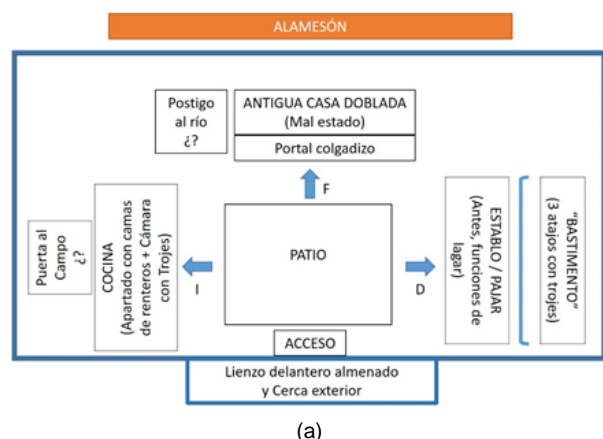 ALAMESÓN
Postigo
al río
¿?
ANTIGUA CASA DOBLADA
(Mal estado)
Portal colgadizo
F
Puerta al
Campo
¿?
COCINA
(Apartado con camas
de renteros + Cámara
con Trojes)
I
PATIO
D
ESTABLO / PAJAR
(Antes, funciones de
lagar)
"BASTIMENTO"
(3 atajos con trojes)
ACCESO
Lienzo delantero almenado
y Cerca exterior
(a)